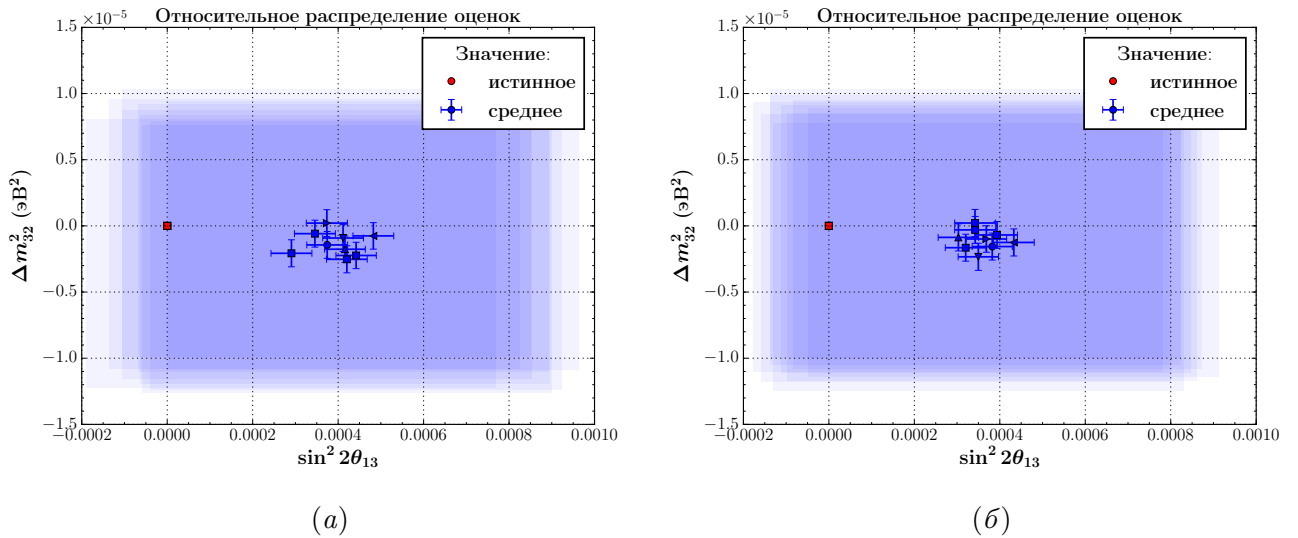 Относительное распределение оценок
×10⁻⁵
1.5
1.0
0.5
0.0
−0.5
−1.0
−1.5
Δm²₃₂ (эВ²)
Значение:
истинное
среднее
−0.0002 0.0000 0.0002 0.0004 0.0006 0.0008 0.0010
sin² 2θ₁₃
(а)
Относительное распределение оценок
×10⁻⁵
1.5
1.0
0.5
0.0
−0.5
−1.0
−1.5
Δm²₃₂ (эВ²)
Значение:
истинное
среднее
−0.0002 0.0000 0.0002 0.0004 0.0006 0.0008 0.0010
sin² 2θ₁₃
(б)